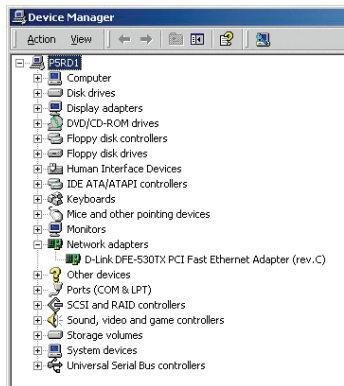 Device Manager
Action View
P5RD1
Computer
Disk drives
Display adapters
DVD/CD-ROM drives
Floppy disk controllers
Floppy disk drives
Human Interface Devices
IDE ATA/ATAPI controllers
Keyboards
Mice and other pointing devices
Monitors
Network adapters
D-Link DFE-530TX PCI Fast Ethernet Adapter (rev.C)
Other devices
Ports (COM & LPT)
SCSI and RAID controllers
Sound, video and game controllers
Storage volumes
System devices
Universal Serial Bus controllers